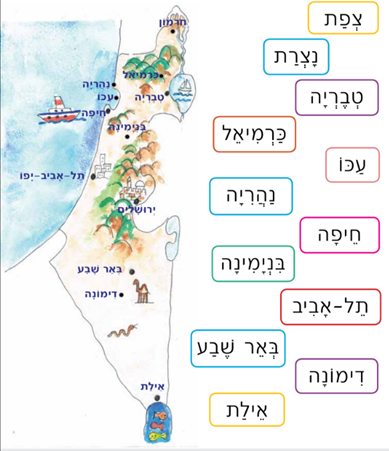 חרמון
כרמיאל
נהריה
עכו
טבריה
חיפה
בנימינה
תל-אביב-יפו
ירושלים
באר שבע
דימונה
אילת
צְפַת
נָצְרַת
טְבֶרְיָה
כַּרְמִיאֵל
עַכּוֹ
נַהֲרִיָּה
חֵיפָה
בִּנְיָמִינָה
תֵּל-אָבִיב
בְּאֵר שֶׁבַע
דִימוֹנָה
אֵילַת